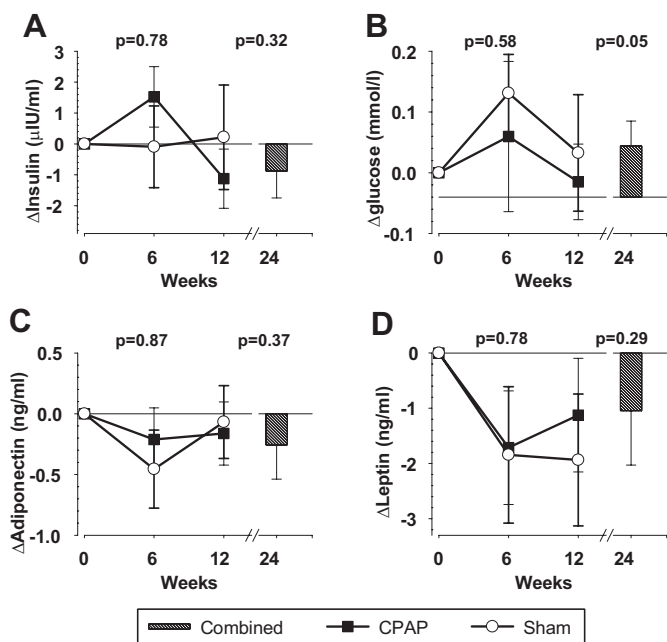 A
p=0.78 p=0.32
3
2
1
0
-1
-2
ΔInsulin (μIU/ml)
0 6 12 24
Weeks
B
p=0.58 p=0.05
0.2
0.1
0.0
-0.1
Δglucose (mmol/l)
0 6 12 24
Weeks
C
p=0.87 p=0.37
0.5
0.0
-0.5
-1.0
ΔAdiponectin (ng/ml)
0 6 12 24
Weeks
D
p=0.78 p=0.29
0
-1
-2
-3
ΔLeptin (ng/ml)
0 6 12 24
Weeks
Combined CPAP Sham